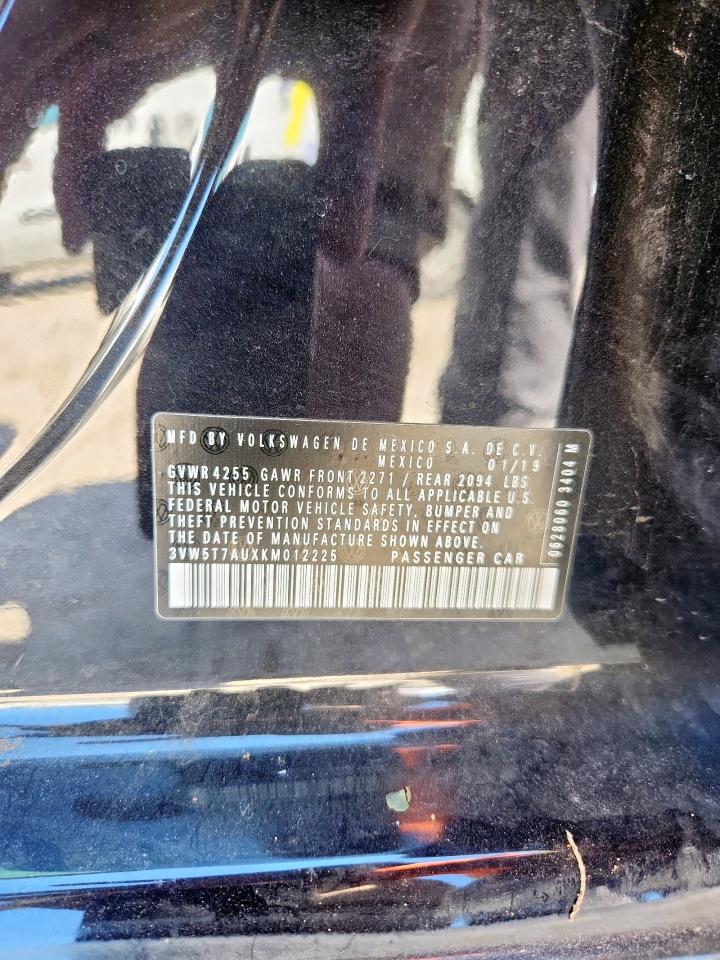 MFD BY VOLKSWAGEN DE MEXICO S.A. DE C.V.
MEXICO 01/19
GVWR 4255 GAWR FRONT 2271 / REAR 2094 LBS
THIS VEHICLE CONFORMS TO ALL APPLICABLE U.S.
FEDERAL MOTOR VEHICLE SAFETY, BUMPER AND
THEFT PREVENTION STANDARDS IN EFFECT ON
THE DATE OF MANUFACTURE SHOWN ABOVE.
3VW5T7AUXKM012225 PASSENGER CAR
0628060 3404 M